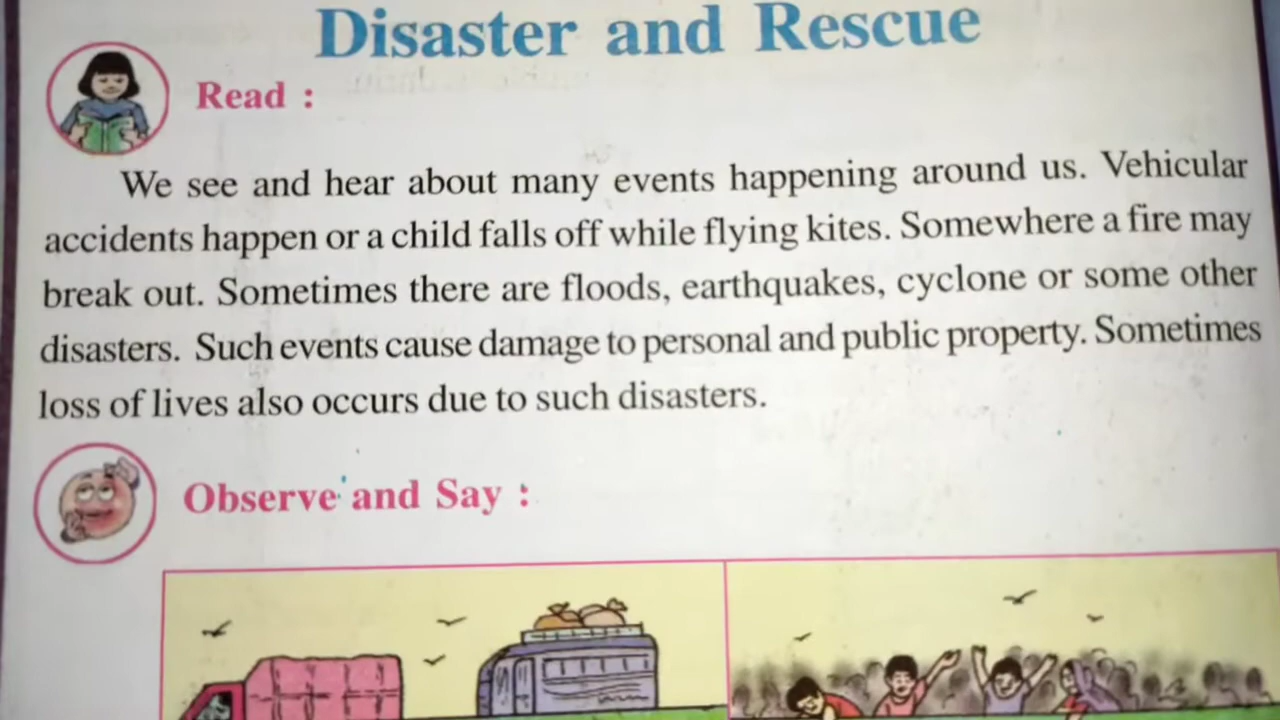 Disaster and Rescue
Read :
We see and hear about many events happening around us. Vehicular
accidents happen or a child falls off while flying kites. Somewhere a fire may
break out. Sometimes there are floods, earthquakes, cyclone or some other
disasters. Such events cause damage to personal and public property. Sometimes
loss of lives also occurs due to such disasters.
Observe and Say :